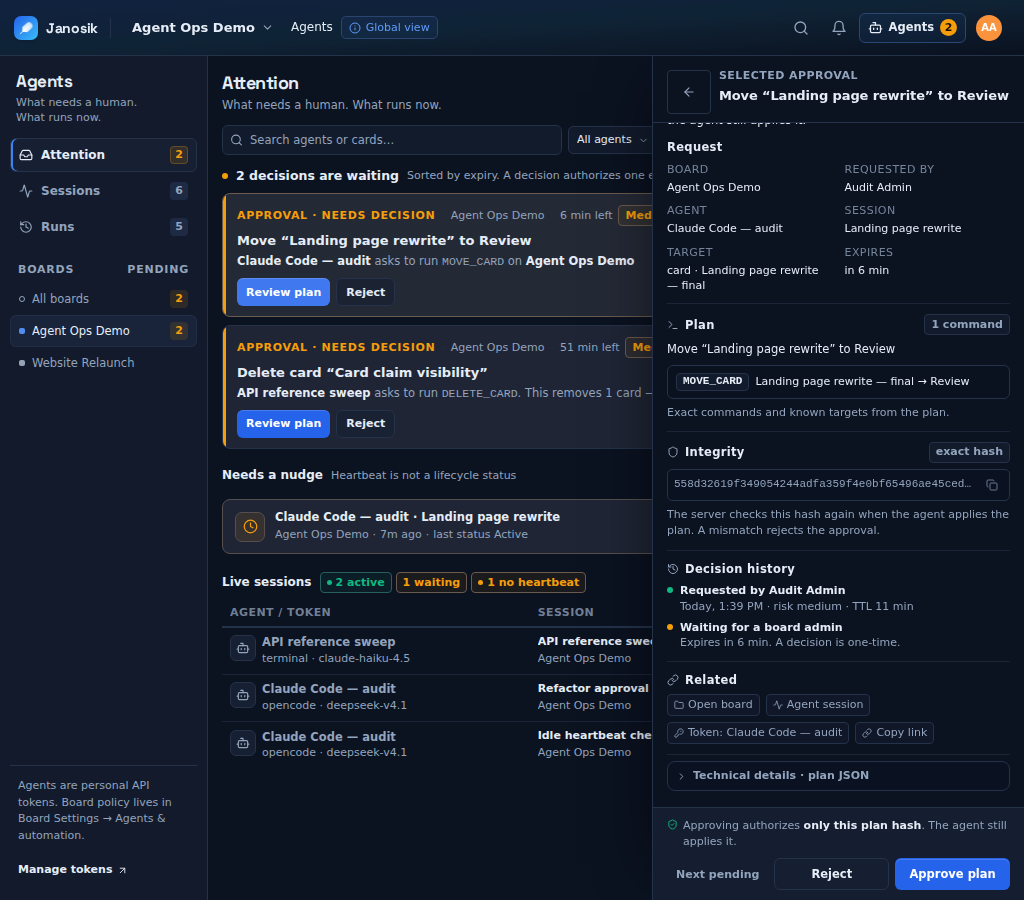 Janosik
Agent Ops Demo
Agents
Global view
Agents 2
AA
Agents
What needs a human.
What runs now.
Attention 2
Sessions 6
Runs 5
BOARDS PENDING
All boards 2
Agent Ops Demo 2
Website Relaunch
Agents are personal API
tokens. Board policy lives in
Board Settings → Agents &
automation.
Manage tokens
Attention
What needs a human. What runs now.
Search agents or cards...
All agents
2 decisions are waiting Sorted by expiry. A decision authorizes one
APPROVAL · NEEDS DECISION Agent Ops Demo 6 min left Med
Move “Landing page rewrite” to Review
Claude Code — audit asks to run MOVE_CARD on Agent Ops Demo
Review plan Reject
APPROVAL · NEEDS DECISION Agent Ops Demo 51 min left Me
Delete card “Card claim visibility”
API reference sweep asks to run DELETE_CARD. This removes 1 card —
Review plan Reject
Needs a nudge Heartbeat is not a lifecycle status
Claude Code — audit · Landing page rewrite
Agent Ops Demo · 7m ago · last status Active
Live sessions 2 active 1 waiting 1 no heartbeat
AGENT / TOKEN SESSION
API reference sweep API reference swe
terminal · claude-haiku-4.5 Agent Ops Demo
Claude Code — audit Refactor approval
opencode · deepseek-v4.1 Agent Ops Demo
Claude Code — audit Idle heartbeat che
opencode · deepseek-v4.1 Agent Ops Demo
SELECTED APPROVAL
Move “Landing page rewrite” to Review
the agent still applies it.
Request
BOARD REQUESTED BY
Agent Ops Demo Audit Admin
AGENT SESSION
Claude Code — audit Landing page rewrite
TARGET EXPIRES
card · Landing page rewrite in 6 min
— final
Plan 1 command
Move “Landing page rewrite” to Review
MOVE_CARD Landing page rewrite — final → Review
Exact commands and known targets from the plan.
Integrity exact hash
558d32619f349054244adfa359f4e0bf65496ae45ced…
The server checks this hash again when the agent applies the
plan. A mismatch rejects the approval.
Decision history
Requested by Audit Admin
Today, 1:39 PM · risk medium · TTL 11 min
Waiting for a board admin
Expires in 6 min. A decision is one-time.
Related
Open board Agent session
Token: Claude Code — audit Copy link
Technical details · plan JSON
Approving authorizes only this plan hash. The agent still
applies it.
Next pending Reject Approve plan